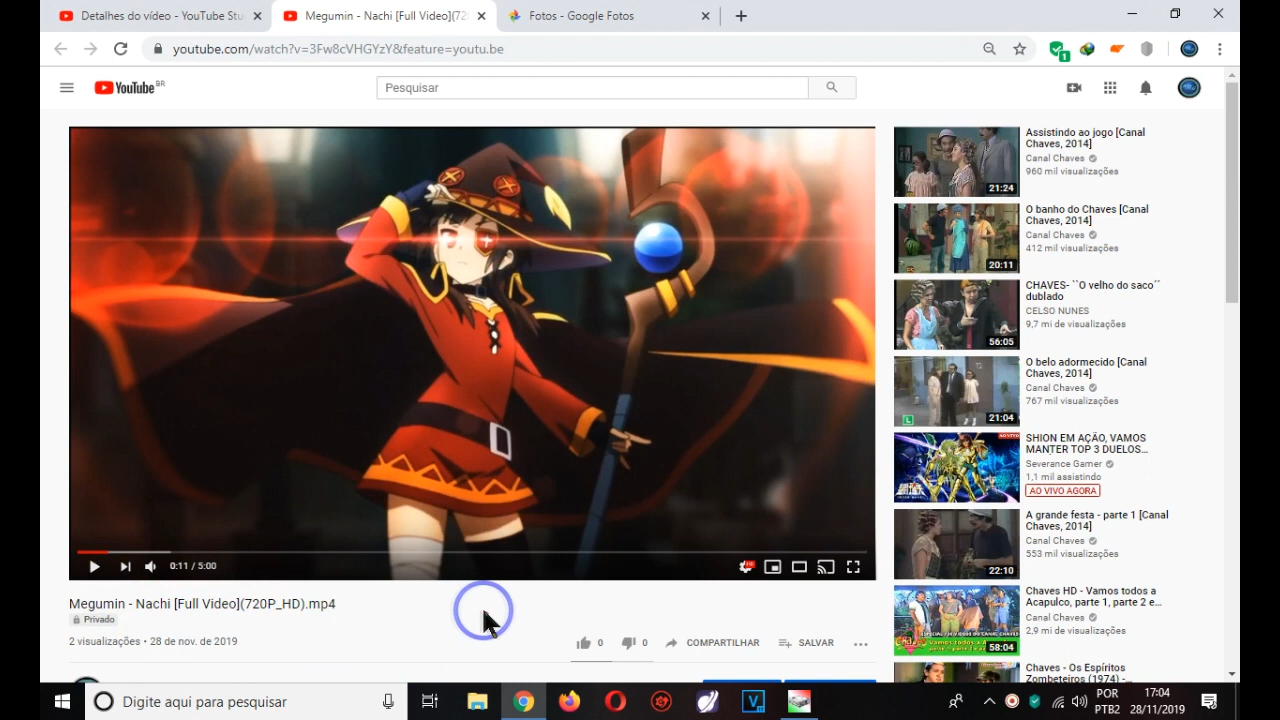 Detalhes do vídeo - YouTube Stu
Megumin - Nachi [Full Video](72
Fotos - Google Fotos
youtube.com/watch?v=3Fw8cVHGYzY&feature=youtu.be
1
YouTube BR
Pesquisar
0:11 / 5:00
HD
Megumin - Nachi [Full Video](720P_HD).mp4
Privado
2 visualizações • 28 de nov. de 2019
0
0
COMPARTILHAR
SALVAR
Assistindo ao jogo [Canal
Chaves, 2014]
Canal Chaves
960 mil visualizações
21:24
O banho do Chaves [Canal
Chaves, 2014]
Canal Chaves
412 mil visualizações
20:11
CHAVES- ``O velho do saco´´
dublado
CELSO NUNES
9,7 mi de visualizações
56:05
O belo adormecido [Canal
Chaves, 2014]
Canal Chaves
767 mil visualizações
L
21:04
SHION EM AÇÃO, VAMOS
MANTER TOP 3 DUELOS...
Severance Gamer
1,1 mil assistindo
AO VIVO AGORA
A grande festa - parte 1 [Canal
Chaves, 2014]
Canal Chaves
553 mil visualizações
22:10
Chaves HD - Vamos todos a
Acapulco, parte 1, parte 2 e...
Canal Chaves
2,9 mi de visualizações
VAMOS TODOS A
58:04
Chaves - Os Espíritos
Zombeteiros (1974) -
Digite aqui para pesquisar
POR
PTB2
17:04
28/11/2019